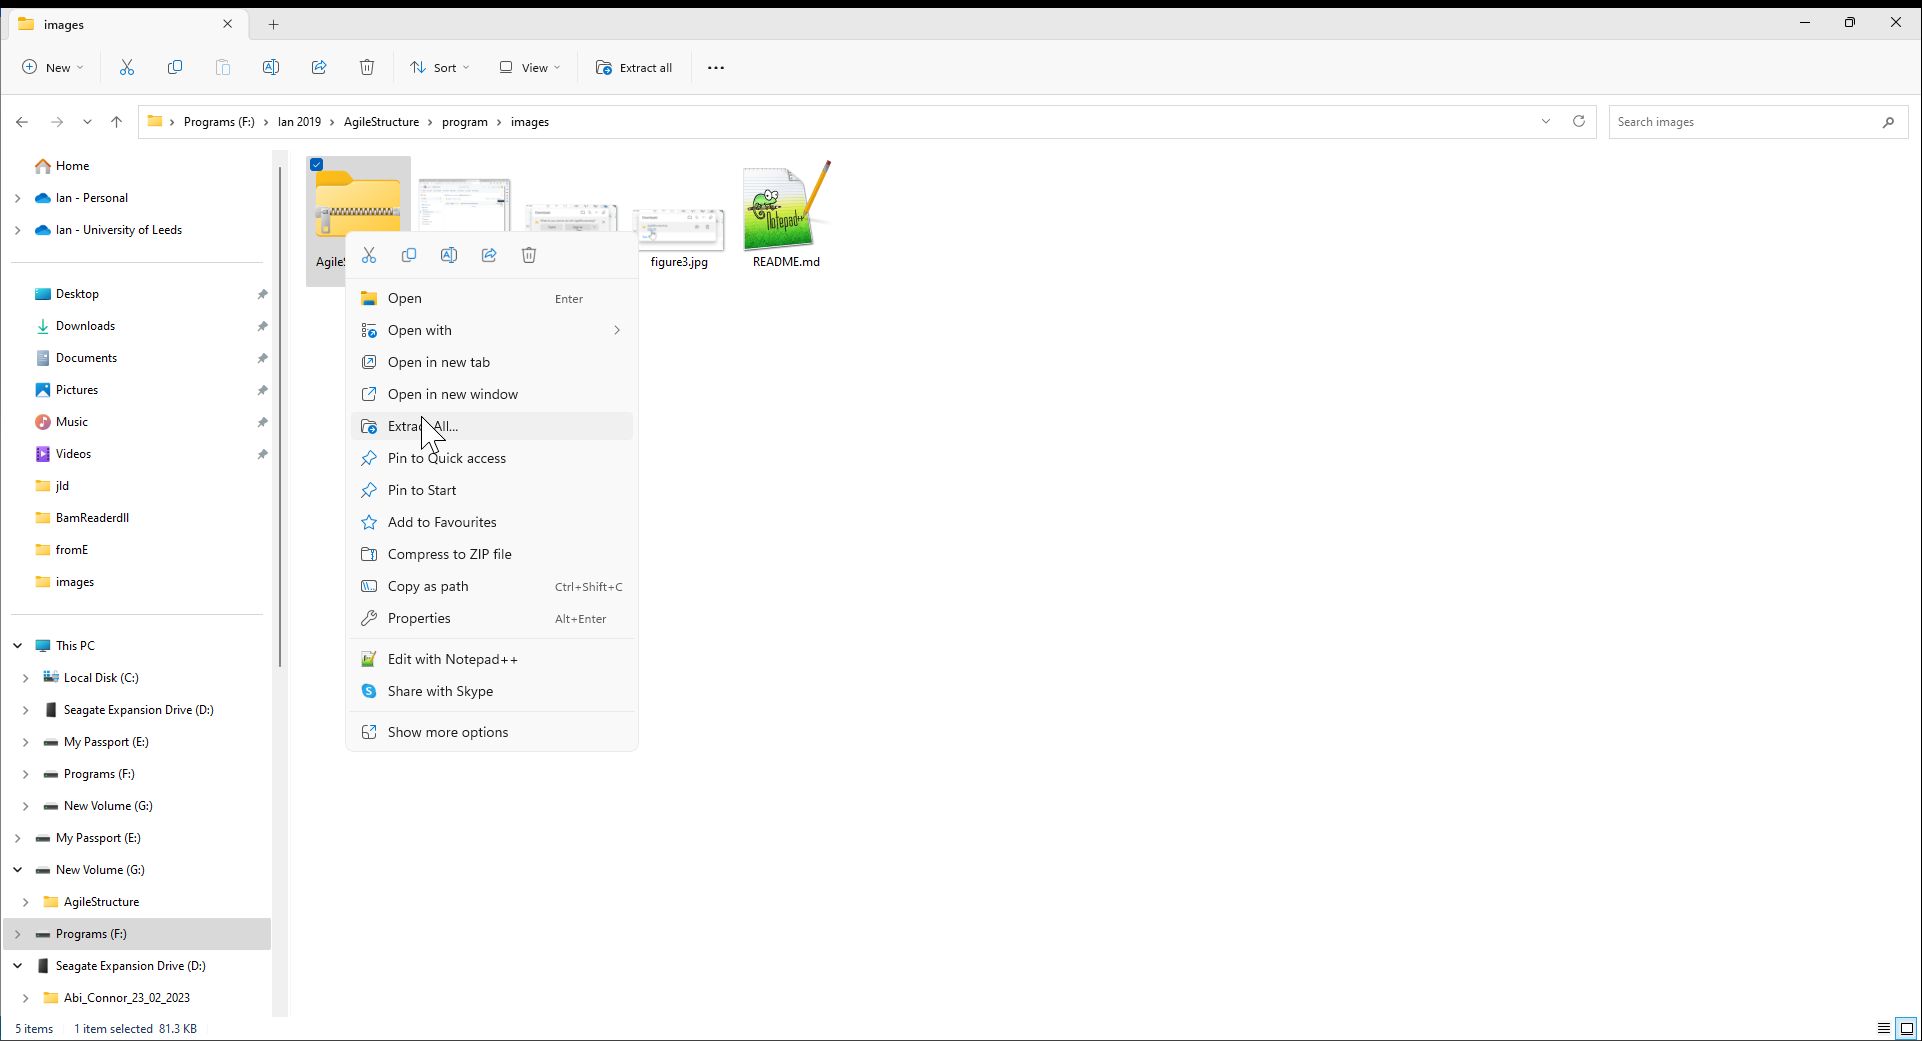 images
New
Sort
View
Extract all
Programs (F:) Ian 2019 AgileStructure program images
Search images
Home
Ian - Personal
Ian - University of Leeds
Desktop
Downloads
Documents
Pictures
Music
Videos
jld
BamReaderdll
fromE
images
This PC
Local Disk (C:)
Seagate Expansion Drive (D:)
My Passport (E:)
Programs (F:)
New Volume (G:)
My Passport (E:)
New Volume (G:)
AgileStructure
Programs (F:)
Seagate Expansion Drive (D:)
Abi_Connor_23_02_2023
Notepad++
figure3.jpg
README.md
Open Enter
Open with
Open in new tab
Open in new window
Extract All...
Pin to Quick access
Pin to Start
Add to Favourites
Compress to ZIP file
Copy as path Ctrl+Shift+C
Properties Alt+Enter
Edit with Notepad++
Share with Skype
Show more options
5 items 1 item selected 81.3 KB